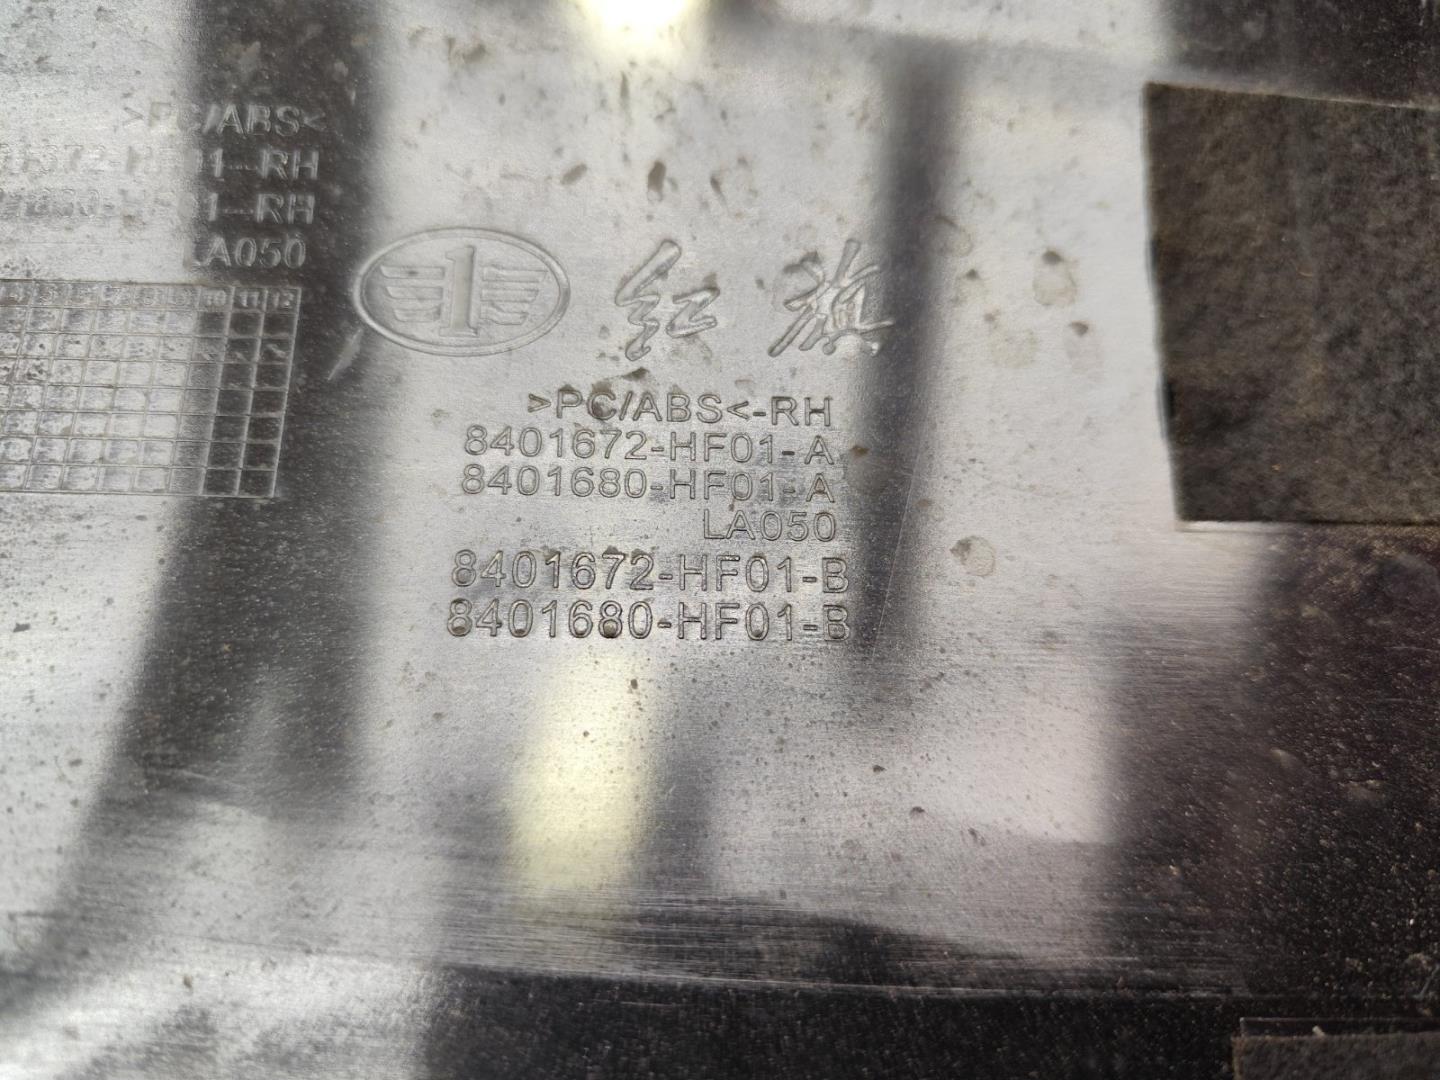 >PC/ABS<
LA050
10 11 12
红旗
>PC/ABS<-RH
8401672-HF01-A
8401680-HF01-A
LA050
8401672-HF01-B
8401680-HF01-B